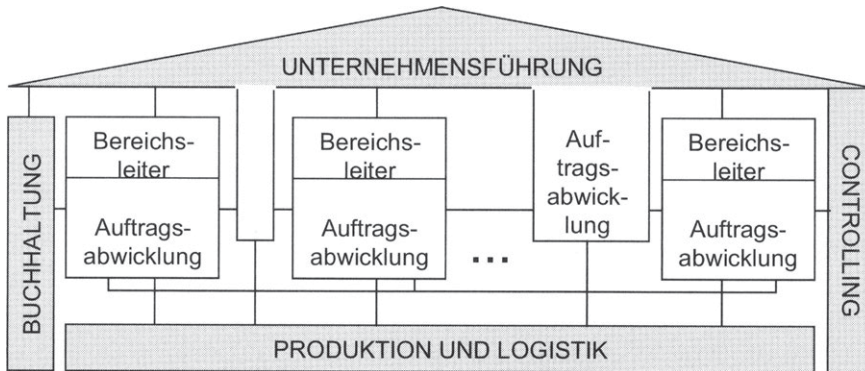 UNTERNEHMENSFÜHRUNG
BUCHHALTUNG
Bereichs-
leiter
Auftrags-
abwicklung
Bereichs-
leiter
Auftrags-
abwicklung
...
Auf-
trags-
abwick-
lung
Bereichs-
leiter
Auftrags-
abwicklung
CONTROLLING
PRODUKTION UND LOGISTIK